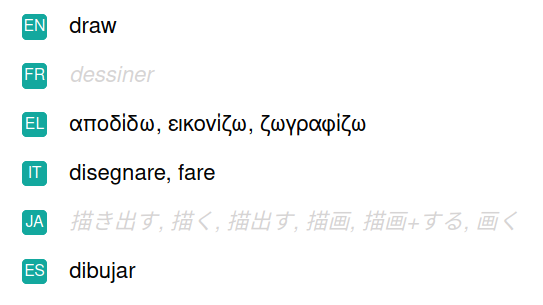 EN draw
FR dessiner
EL αποδίδω, εικονίζω, ζωγραφίζω
IT disegnare, fare
JA 描き出す, 描く, 描出す, 描画, 描画+する, 画く
ES dibujar